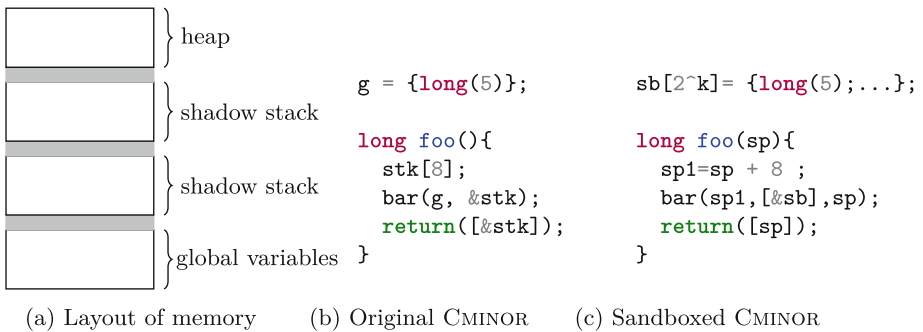 heap
shadow stack
shadow stack
global variables
(a) Layout of memory
g = {long(5)};
long foo(){
stk[8];
bar(g, &stk);
return([&stk]);
}
(b) Original CMINOR
sb[2^k]= {long(5);...};
long foo(sp){
sp1=sp + 8 ;
bar(sp1,[&sb],sp);
return([sp]);
}
(c) Sandboxed CMINOR